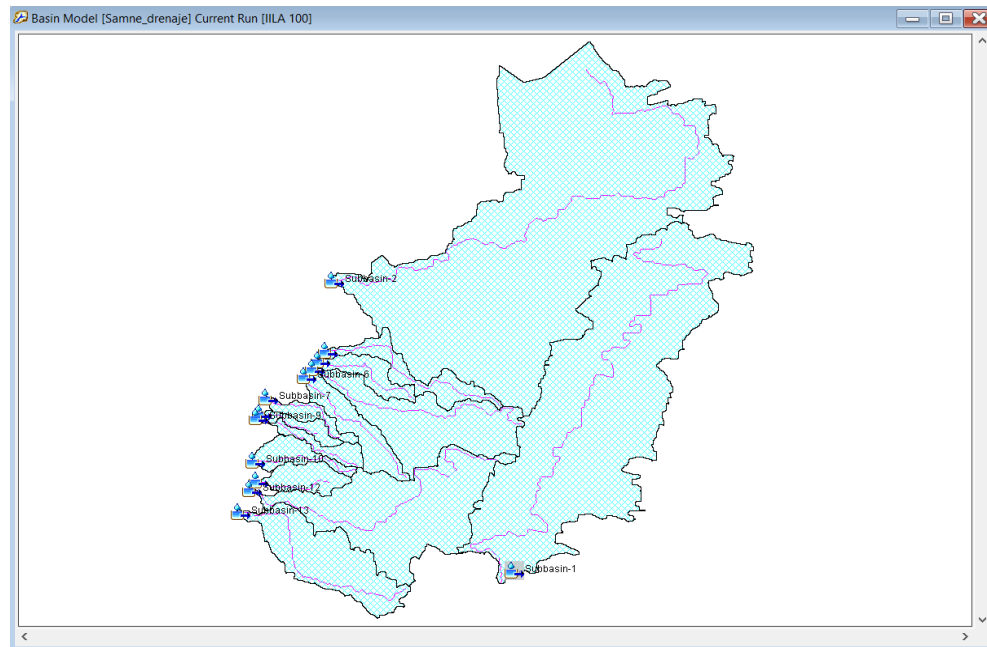 Basin Model [Samne_drenaje] Current Run [IILA 100]
Subbasin-2
Subbasin-6
Subbasin-7
Subbasin-9
Subbasin-10
Subbasin-12
Subbasin-13
Subbasin-1